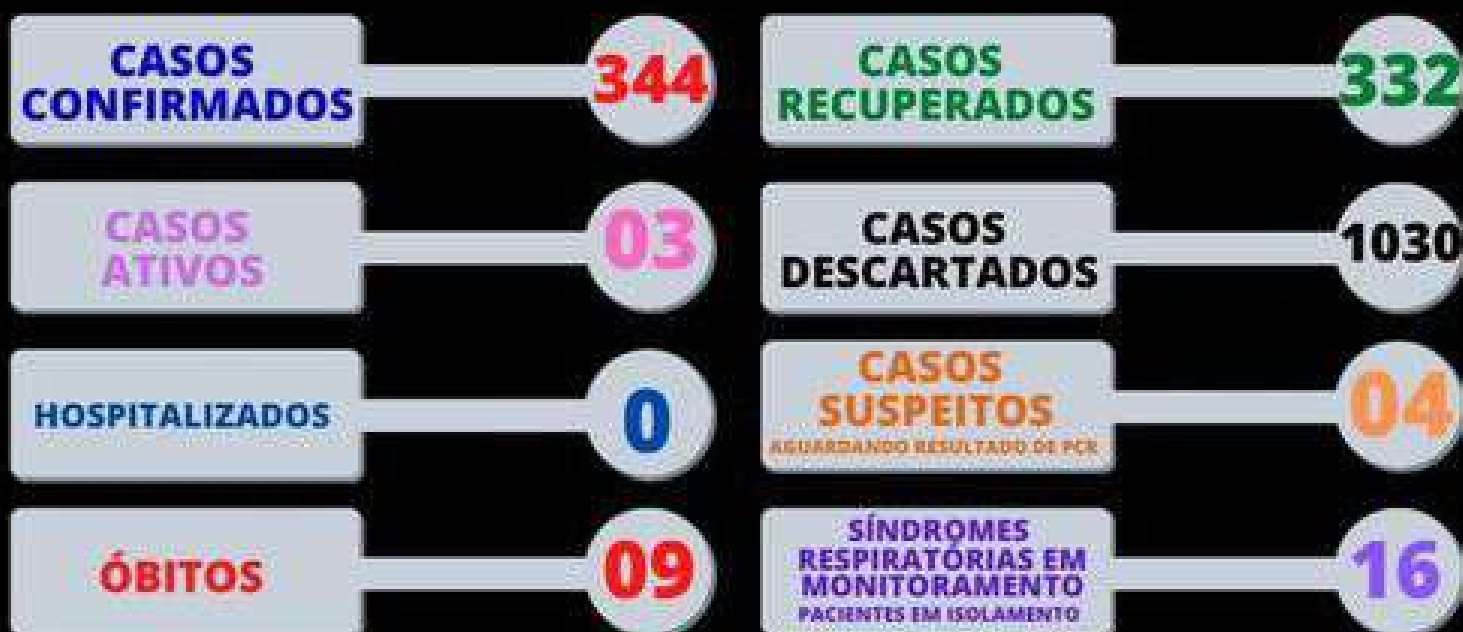 CASOS
CONFIRMADOS
344
CASOS
RECUPERADOS
332
CASOS
ATIVOS
03
CASOS
DESCARTADOS
1030
HOSPITALIZADOS
0
CASOS
SUSPEITOS
AGUARDANDO RESULTADO DE PCR
04
ÓBITOS
09
SÍNDROMES
RESPIRATÓRIAS EM
MONITORAMENTO
PACIENTES EM ISOLAMENTO
16